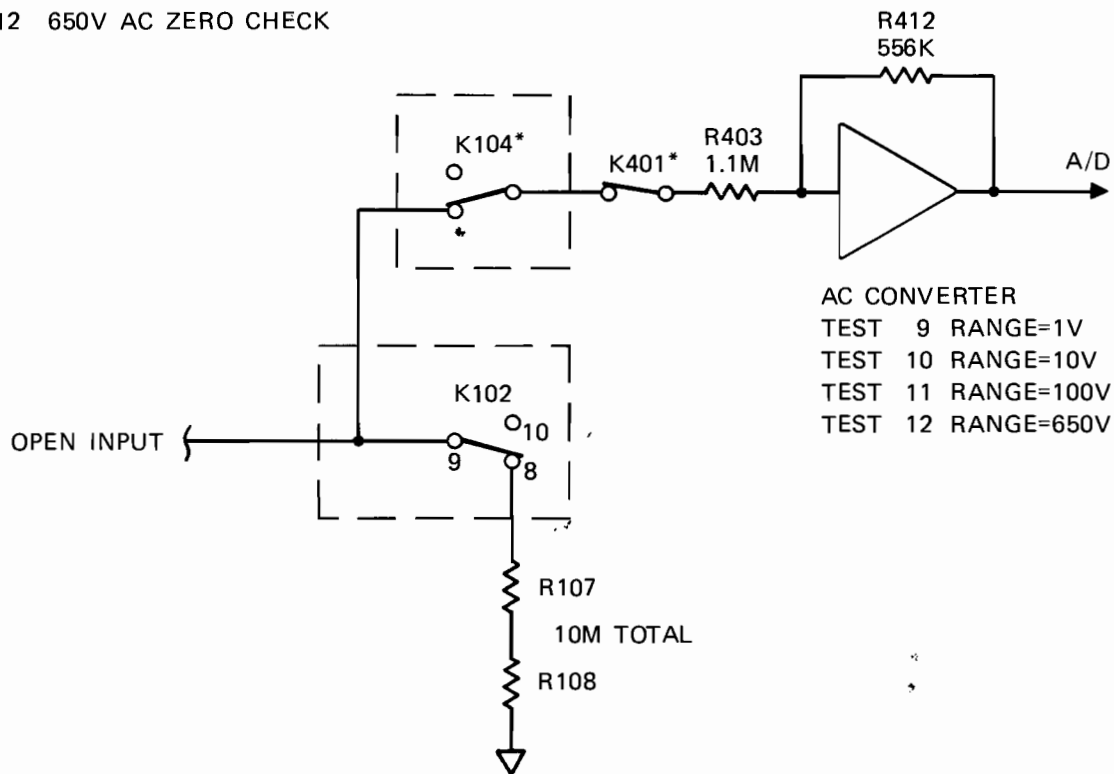 12 650V AC ZERO CHECK
R412
556K
K104*
K401*
R403
1.1M
A/D
*
AC CONVERTER
TEST 9 RANGE=1V
TEST 10 RANGE=10V
TEST 11 RANGE=100V
TEST 12 RANGE=650V
K102
OPEN INPUT
10
9
8
R107
10M TOTAL
R108